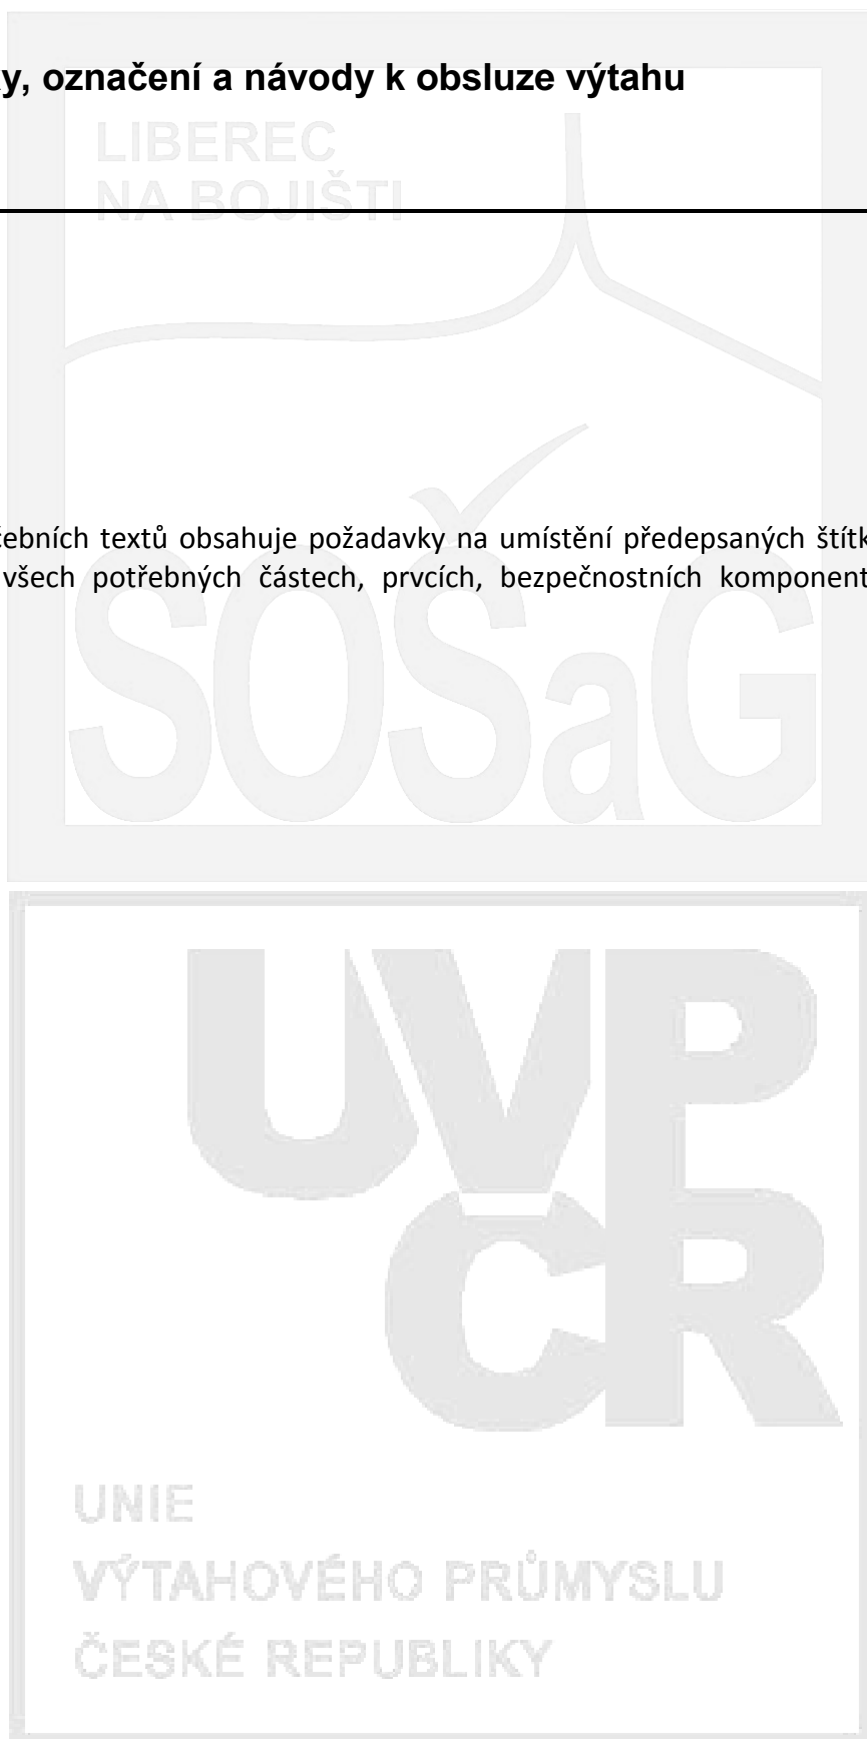 y, označení a návody k obsluze výtahu
LIBEREC
NA BOJIŠTI
ebních textů obsahuje požadavky na umístění předepsaných štítk
všech potřebných částech, prvcích, bezpečnostních komponent
SOŠaG
UVP
ČR
UNIE
VÝTAHOVÉHO PRŮMYSLU
ČESKÉ REPUBLIKY